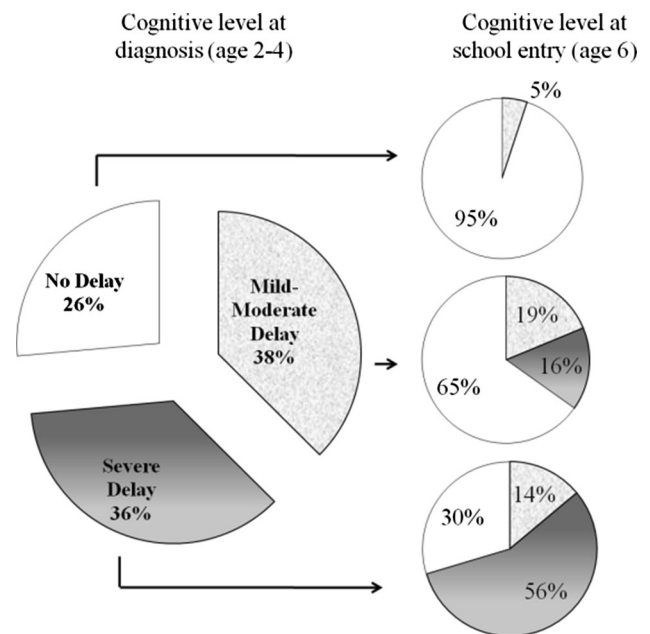 Cognitive level at
diagnosis (age 2-4)
Cognitive level at
school entry (age 6)
5%
95%
No Delay
26%
Mild-
Moderate
Delay
38%
19%
16%
65%
Severe
Delay
36%
14%
30%
56%